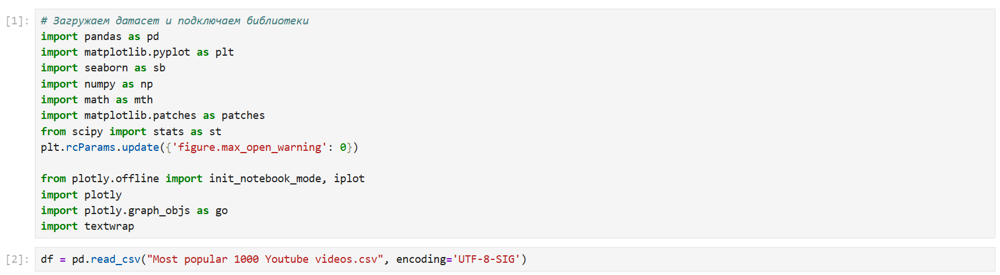 [1]: # Загружаем датасет и подключаем библиотеки
import pandas as pd
import matplotlib.pyplot as plt
import seaborn as sb
import numpy as np
import math as mth
import matplotlib.patches as patches
from scipy import stats as st
plt.rcParams.update({'figure.max_open_warning': 0})
from plotly.offline import init_notebook_mode, iplot
import plotly
import plotly.graph_objs as go
import textwrap
[2]: df = pd.read_csv("Most popular 1000 Youtube videos.csv", encoding='UTF-8-SIG')